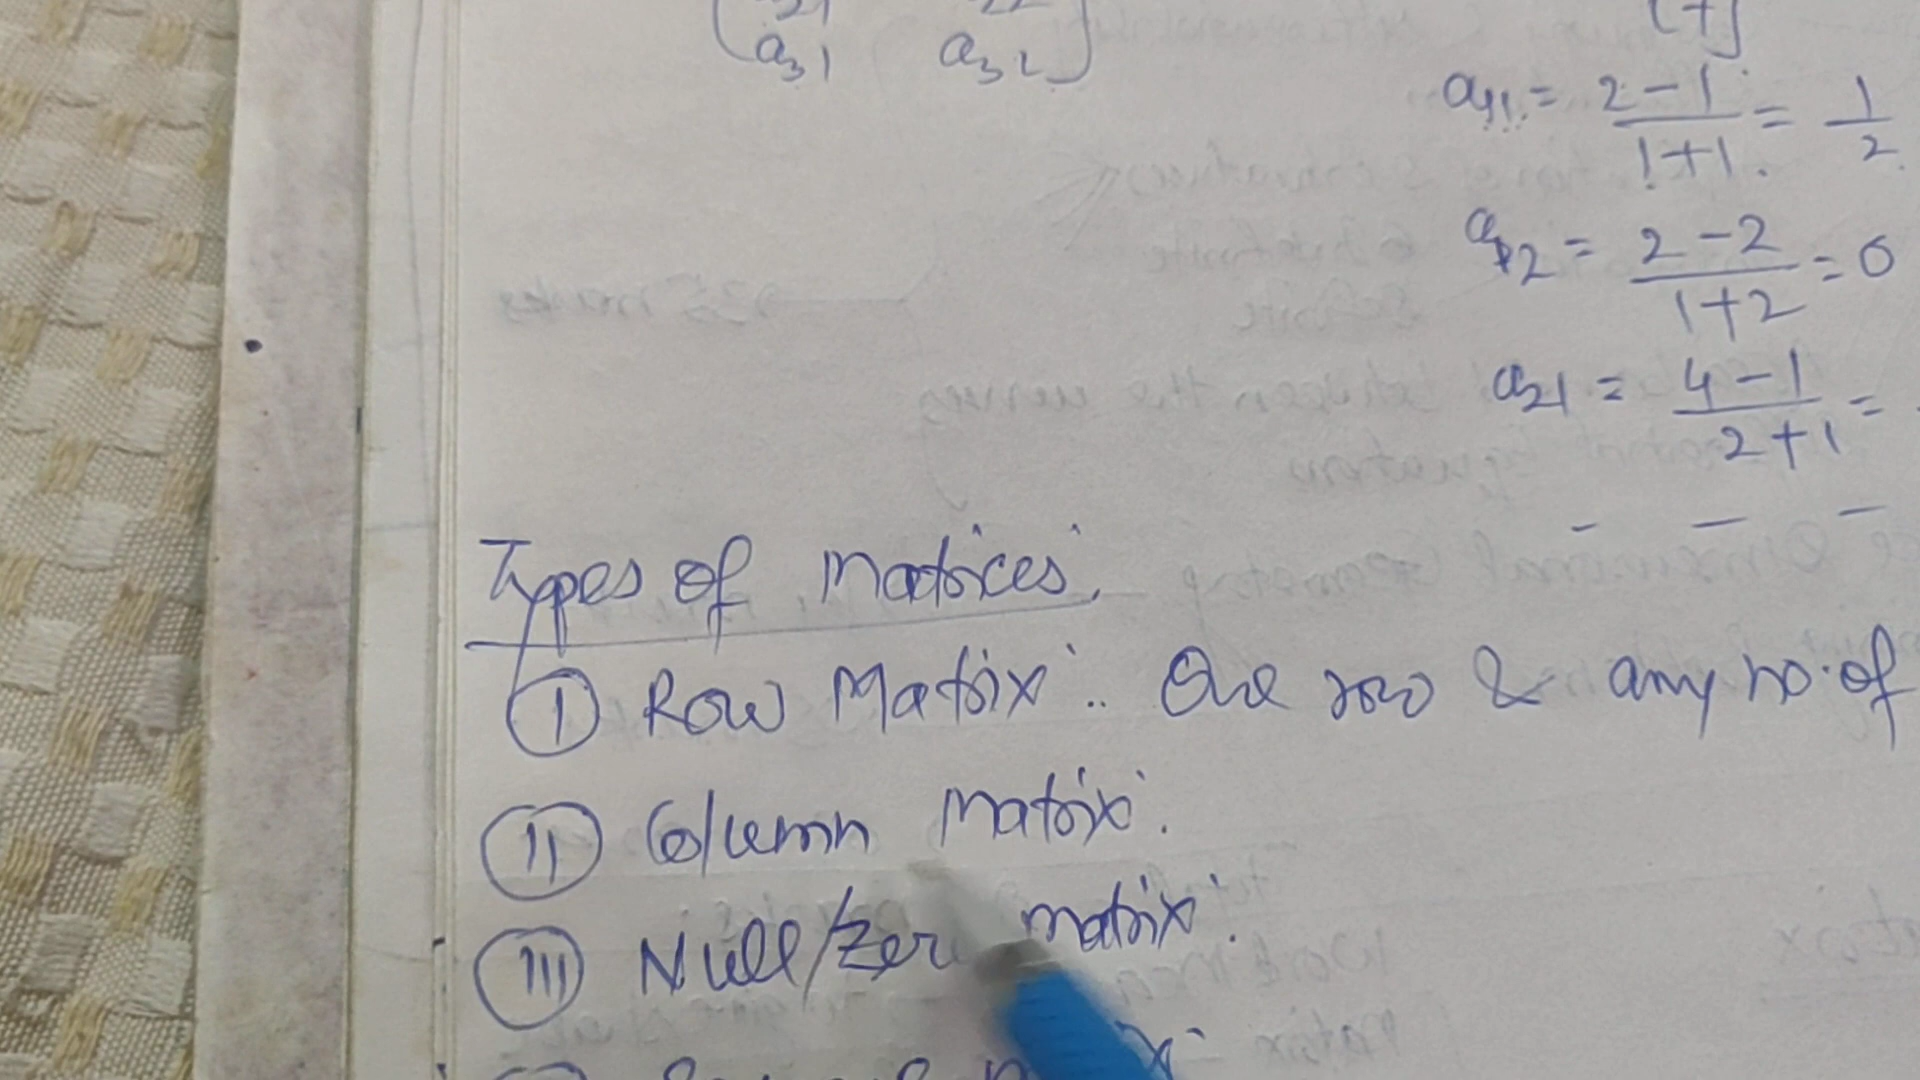 a31 a32
a11 = 2-1/1+1 = 1/2
a12 = 2-2/1+2 = 0
a21 = 4-1/2+1 =
- - -
Types of Matrices.
I Row Matrix : One row & any no. of
II Column Matrix.
III Null/Zer matrix.